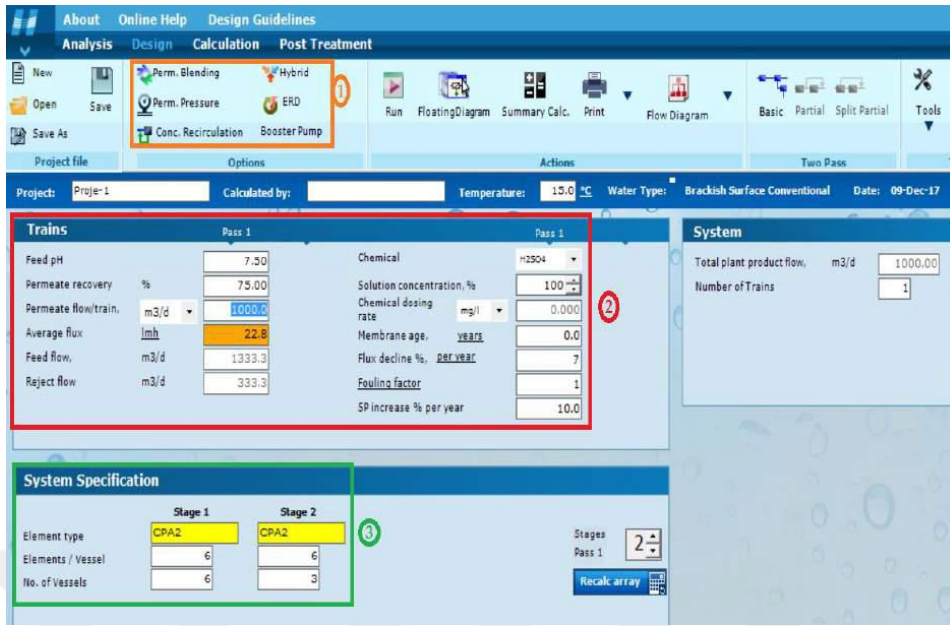 About Online Help Design Guidelines
Analysis Design Calculation Post Treatment
New
Open
Save
Save As
Project file
Perm. Blending Hybrid
Perm. Pressure ERD
Conc. Recirculation Booster Pump
1
Options
Run FloatingDiagram Summary Calc. Print Flow Diagram
Actions
Basic Partial Split Partial
Two Pass
Tools
Project: Proje-1 Calculated by: Temperature: 15.0 °C Water Type: Brackish Surface Conventional Date: 09-Dec-17
Trains
Pass 1 Pass 1
Feed pH 7.50
Permeate recovery % 75.00
Permeate flow/train, m3/d 1000.0
Average flux lmh 22.8
Feed flow, m3/d 1333.3
Reject flow m3/d 333.3
Chemical H2SO4
Solution concentration, % 100
Chemical dosing rate mg/l 0.000
Membrane age, years 0.0
Flux decline %, per year 7
Fouling factor 1
SP increase % per year 10.0
2
System
Total plant product flow, m3/d 1000.00
Number of Trains 1
System Specification
Stage 1 Stage 2
Element type CPA2 CPA2
Elements / Vessel 6 6
No. of Vessels 6 3
3
Stages
Pass 1 2
Recalc array